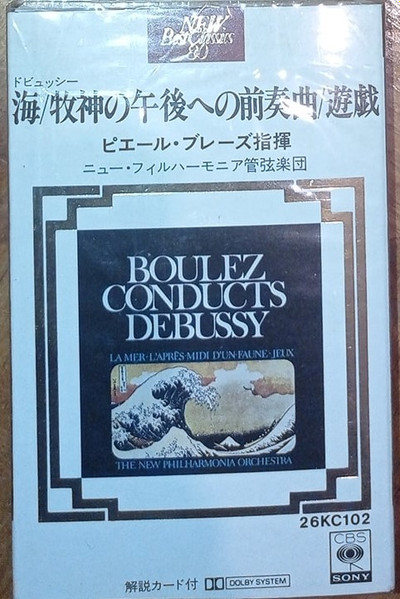 NEW
Best Classics
80
ドビュッシー
海/牧神の午後への前奏曲/遊戯
ピエール・ブレーズ指揮
ニュー・フィルハーモニア管弦楽団
BOULEZ
CONDUCTS
DEBUSSY
LA MER·L'APRÈS-MIDI D'UN FAUNE·JEUX
THE NEW PHILHARMONIA ORCHESTRA
26KC102
CBS
SONY
解説カード付 DOLBY SYSTEM